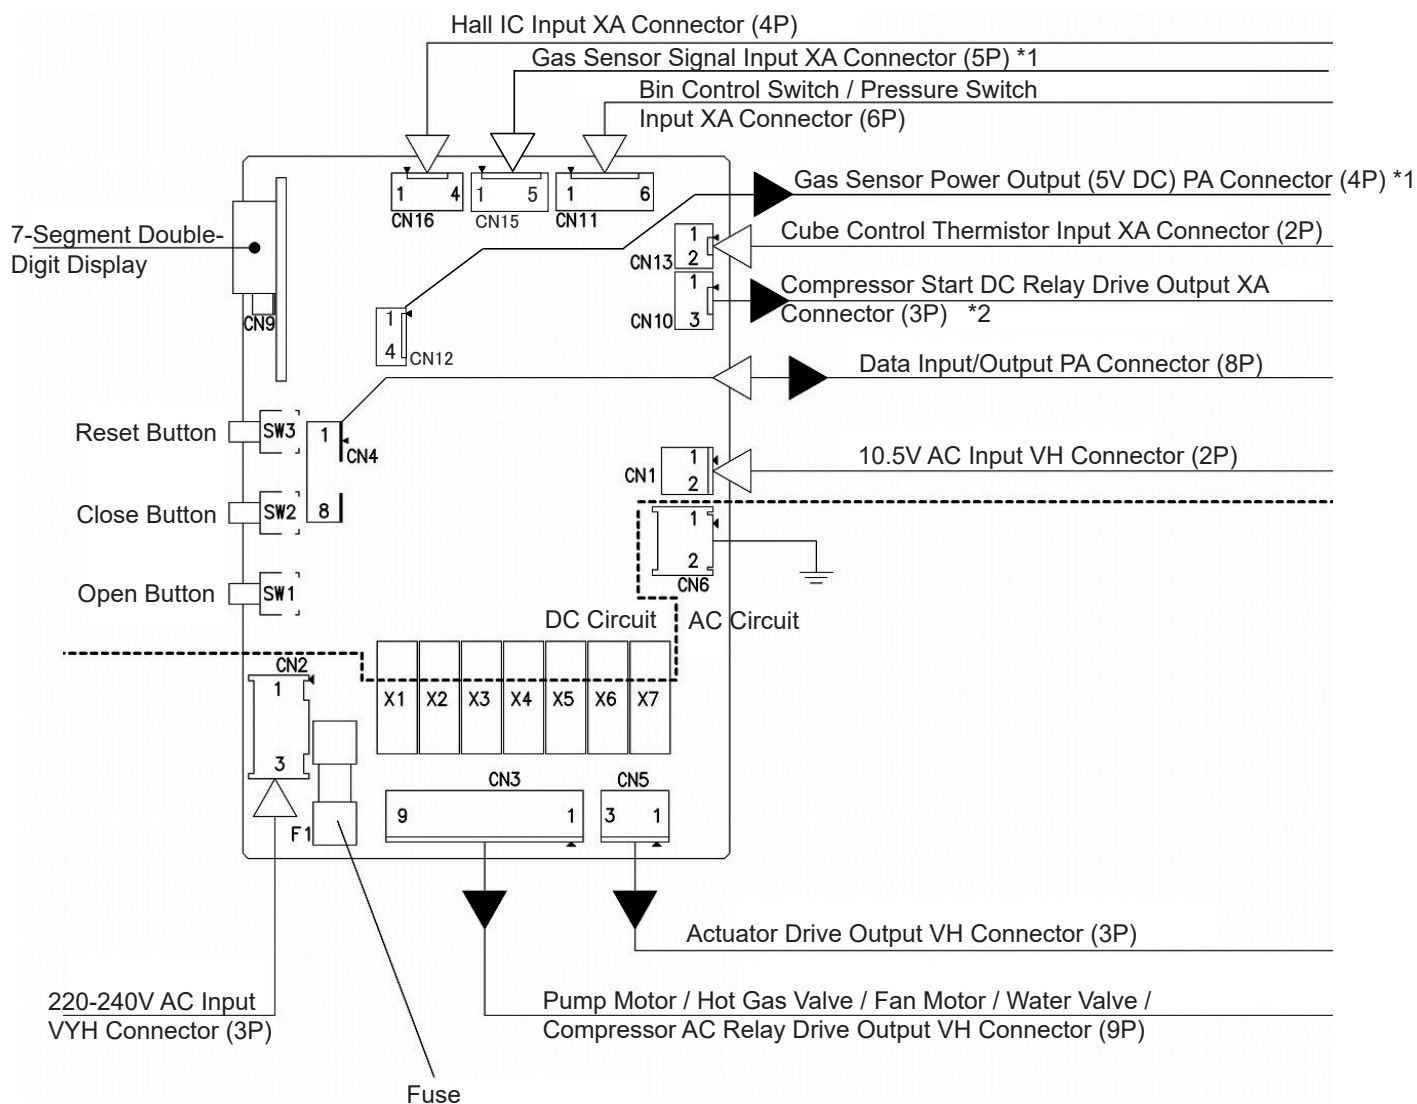 Hall IC Input XA Connector (4P)
Gas Sensor Signal Input XA Connector (5P) *1
Bin Control Switch / Pressure Switch
Input XA Connector (6P)
1 4
CN16
1 5
CN15
1 6
CN11
Gas Sensor Power Output (5V DC) PA Connector (4P) *1
7-Segment Double-
Digit Display
CN9
1
2
CN13
Cube Control Thermistor Input XA Connector (2P)
1
3
CN10
Compressor Start DC Relay Drive Output XA
Connector (3P) *2
1
4
CN12
Data Input/Output PA Connector (8P)
Reset Button
SW3
1
CN4
8
10.5V AC Input VH Connector (2P)
CN1
1
2
Close Button
SW2
1
2
CN6
Open Button
SW1
DC Circuit
AC Circuit
CN2
1
3
X1 X2 X3 X4 X5 X6 X7
F1
CN3
9 1
CN5
3 1
Actuator Drive Output VH Connector (3P)
220-240V AC Input
VYH Connector (3P)
Pump Motor / Hot Gas Valve / Fan Motor / Water Valve /
Compressor AC Relay Drive Output VH Connector (9P)
Fuse